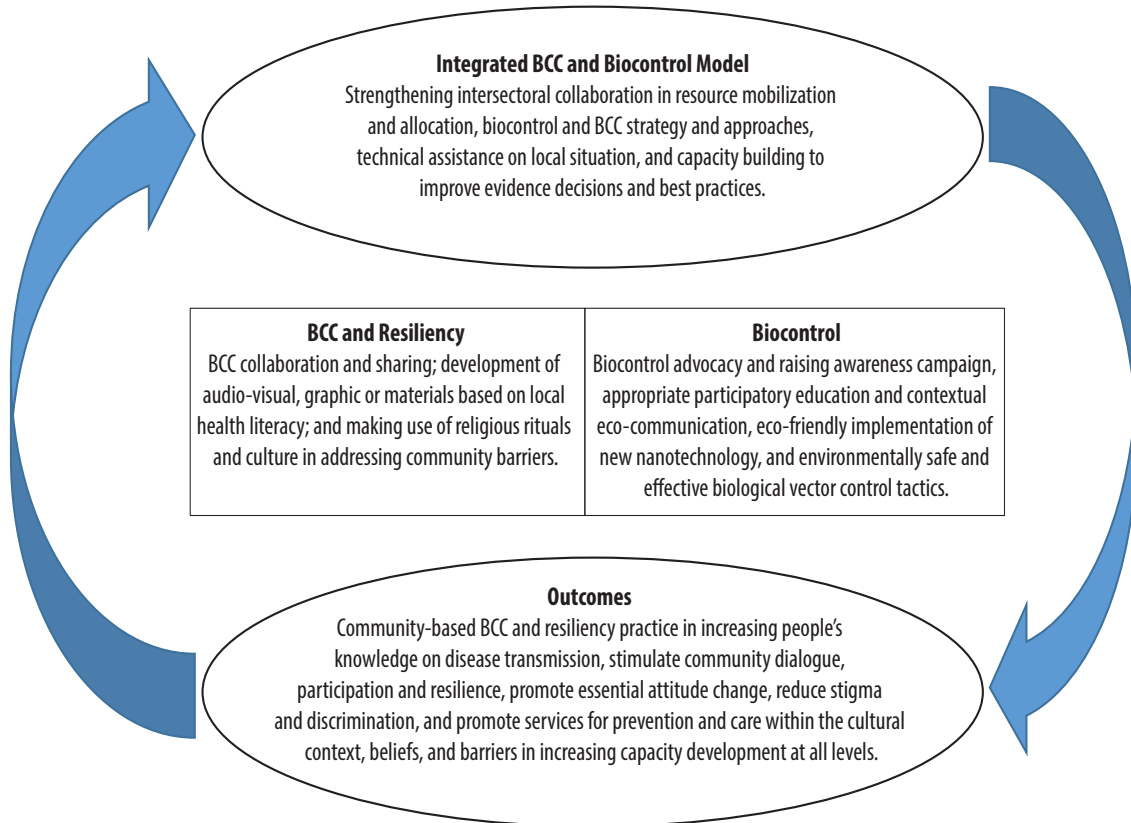 Integrated BCC and Biocontrol Model
Strengthening intersectoral collaboration in resource mobilization
and allocation, biocontrol and BCC strategy and approaches,
technical assistance on local situation, and capacity building to
improve evidence decisions and best practices.
BCC and Resiliency
BCC collaboration and sharing; development of
audio-visual, graphic or materials based on local
health literacy; and making use of religious rituals
and culture in addressing community barriers.
Biocontrol
Biocontrol advocacy and raising awareness campaign,
appropriate participatory education and contextual
eco-communication, eco-friendly implementation of
new nanotechnology, and environmentally safe and
effective biological vector control tactics.
Outcomes
Community-based BCC and resiliency practice in increasing people’s
knowledge on disease transmission, stimulate community dialogue,
participation and resilience, promote essential attitude change, reduce stigma
and discrimination, and promote services for prevention and care within the cultural
context, beliefs, and barriers in increasing capacity development at all levels.